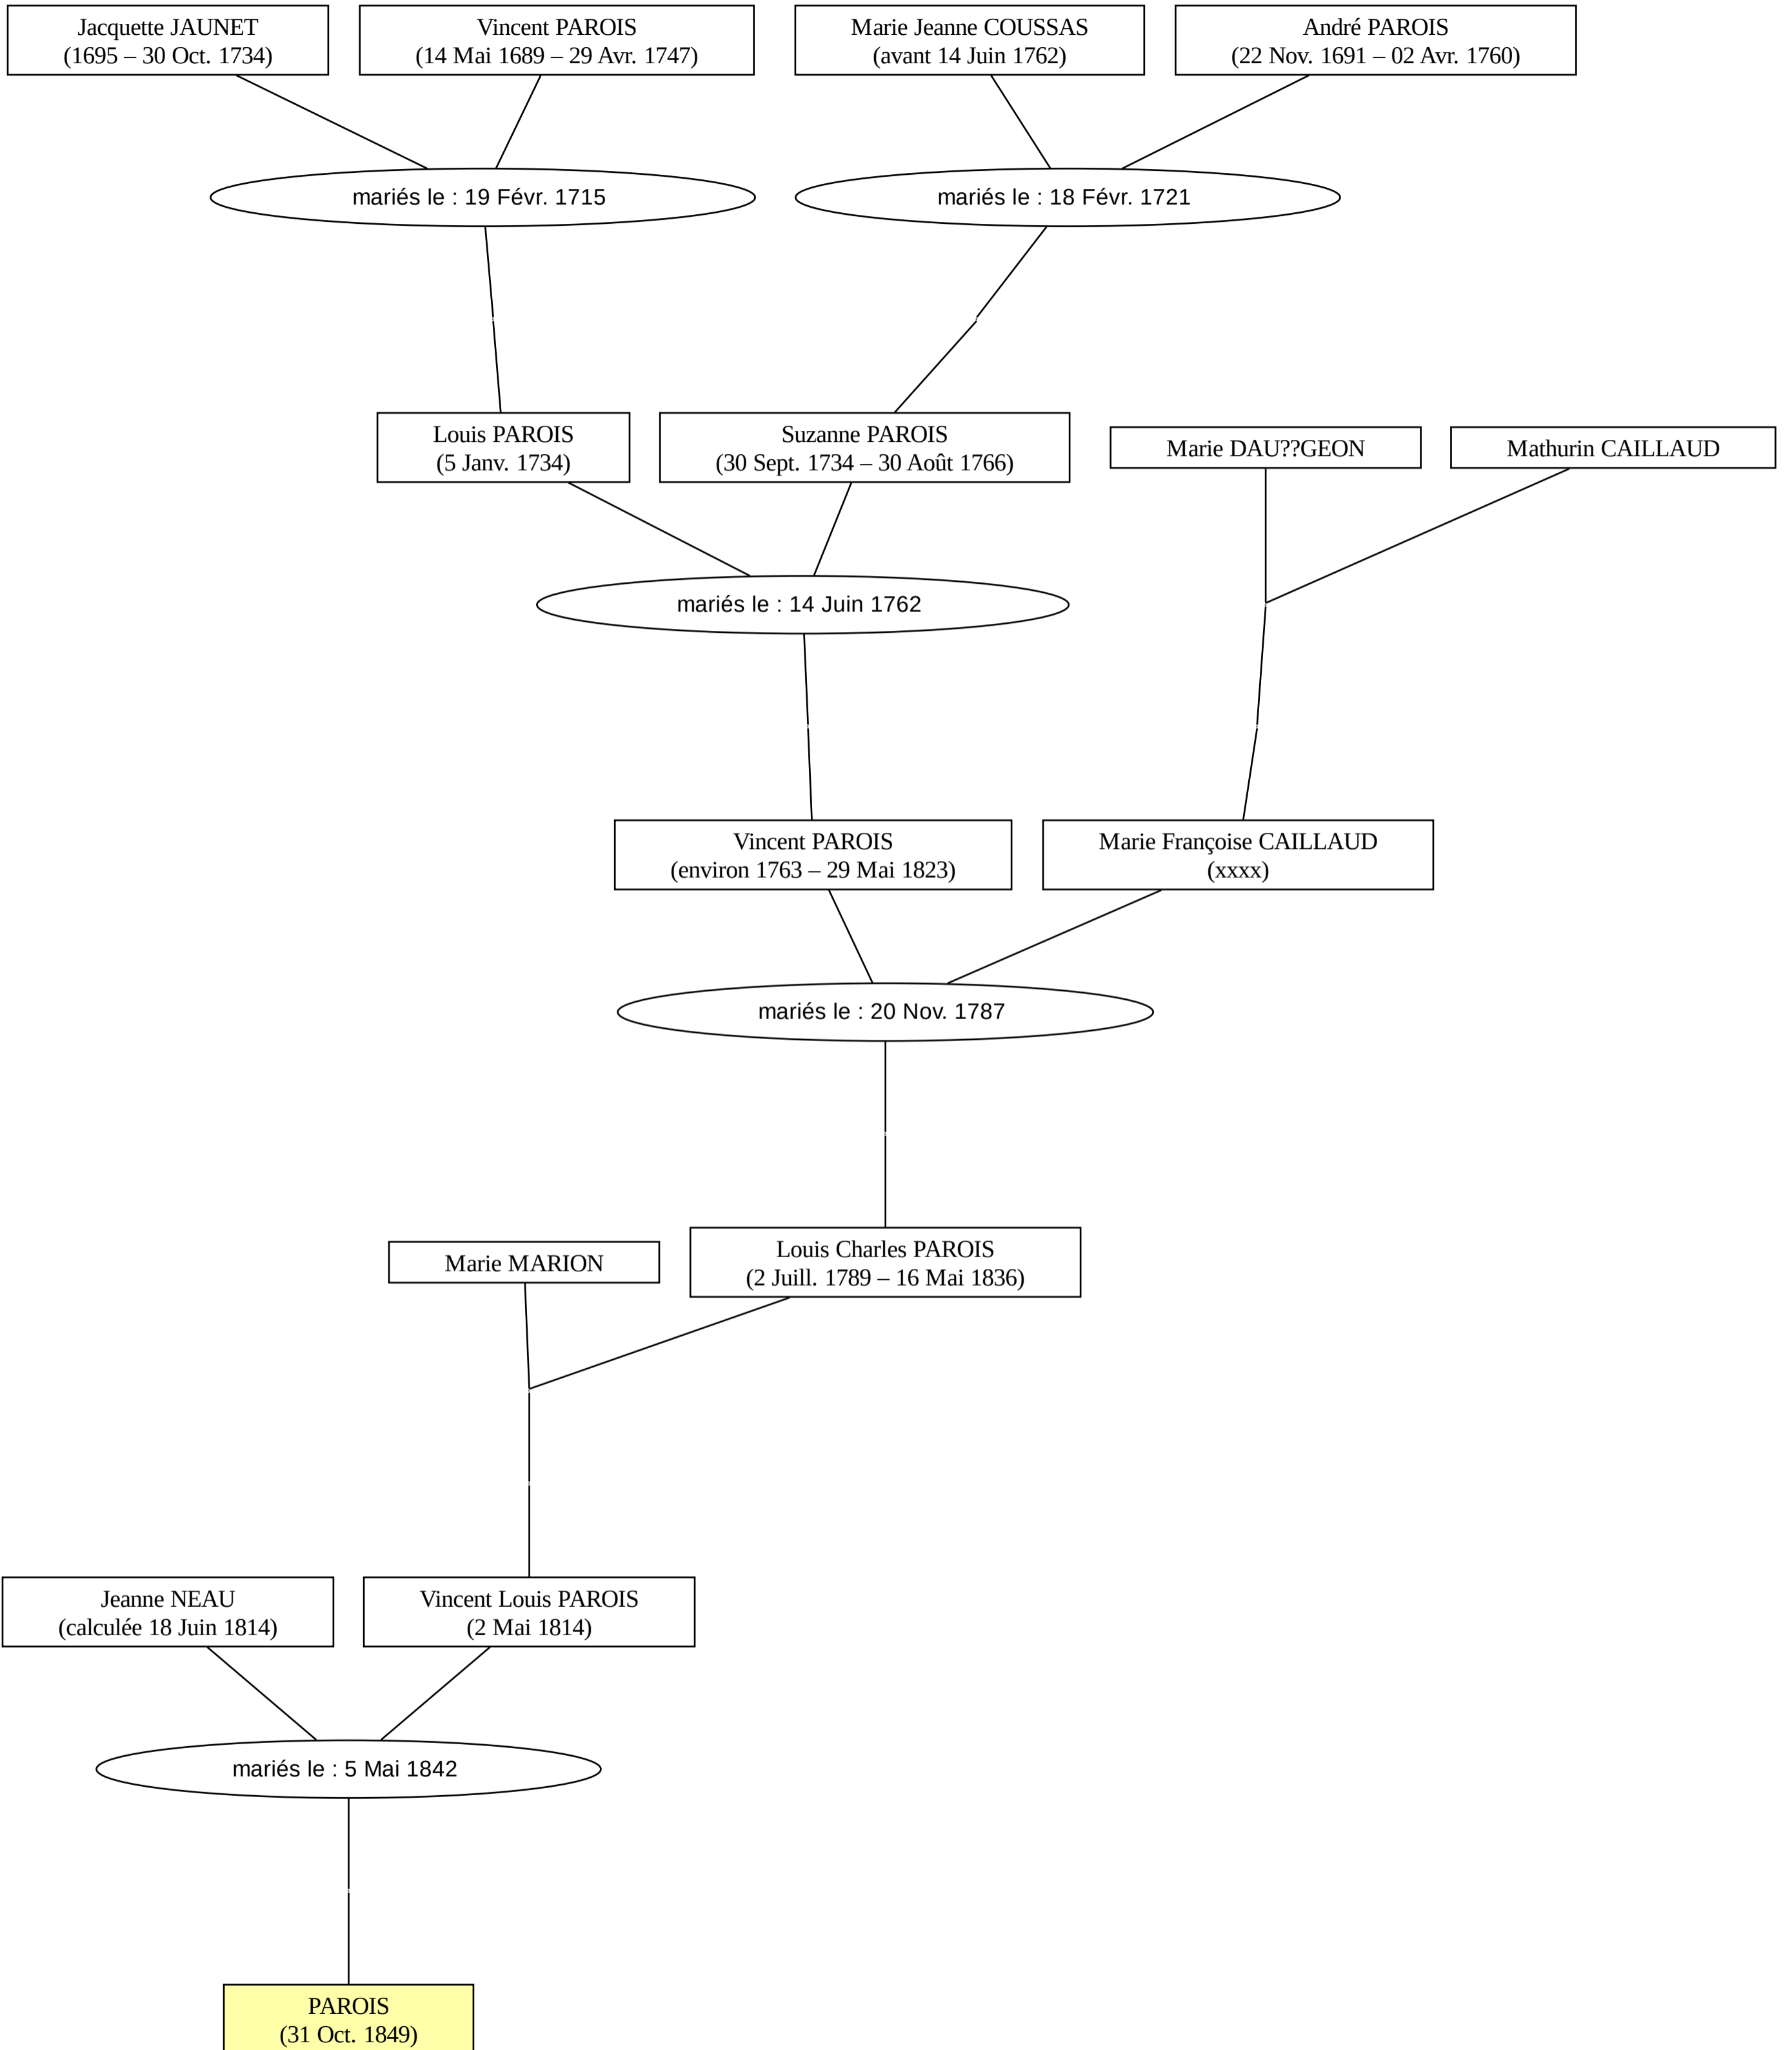 Jacquette JAUNET
(1695 – 30 Oct. 1734)
Vincent PAROIS
(14 Mai 1689 – 29 Avr. 1747)
Marie Jeanne COUSSAS
(avant 14 Juin 1762)
André PAROIS
(22 Nov. 1691 – 02 Avr. 1760)
mariés le : 19 Févr. 1715
mariés le : 18 Févr. 1721
Louis PAROIS
(5 Janv. 1734)
Suzanne PAROIS
(30 Sept. 1734 – 30 Août 1766)
Marie DAU??GEON
Mathurin CAILLAUD
mariés le : 14 Juin 1762
Vincent PAROIS
(environ 1763 – 29 Mai 1823)
Marie Françoise CAILLAUD
(xxxx)
mariés le : 20 Nov. 1787
Marie MARION
Louis Charles PAROIS
(2 Juill. 1789 – 16 Mai 1836)
Jeanne NEAU
(calculée 18 Juin 1814)
Vincent Louis PAROIS
(2 Mai 1814)
mariés le : 5 Mai 1842
PAROIS
(31 Oct. 1849)